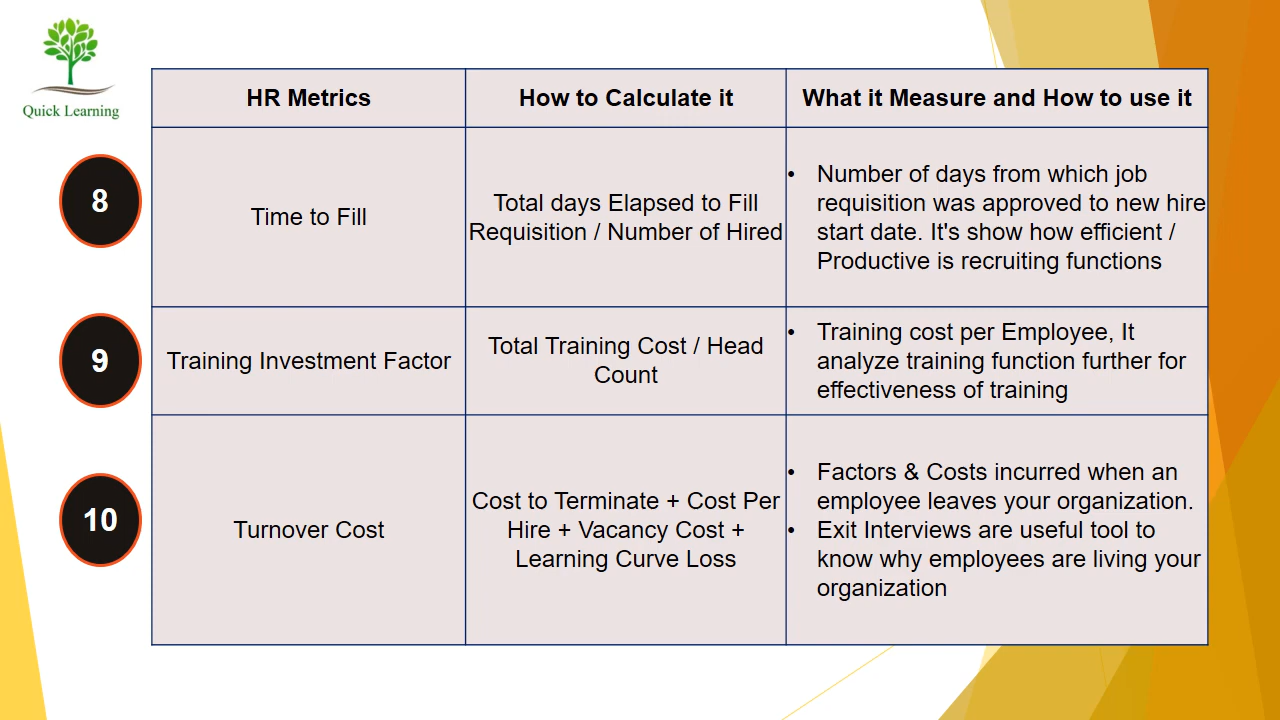 Quick Learning
HR Metrics
How to Calculate it
What it Measure and How to use it
8
Time to Fill
Total days Elapsed to Fill
Requisition / Number of Hired
• Number of days from which job
requisition was approved to new hire
start date. It's show how efficient /
Productive is recruiting functions
9
Training Investment Factor
Total Training Cost / Head
Count
• Training cost per Employee, It
analyze training function further for
effectiveness of training
10
Turnover Cost
Cost to Terminate + Cost Per
Hire + Vacancy Cost +
Learning Curve Loss
• Factors & Costs incurred when an
employee leaves your organization.
• Exit Interviews are useful tool to
know why employees are living your
organization